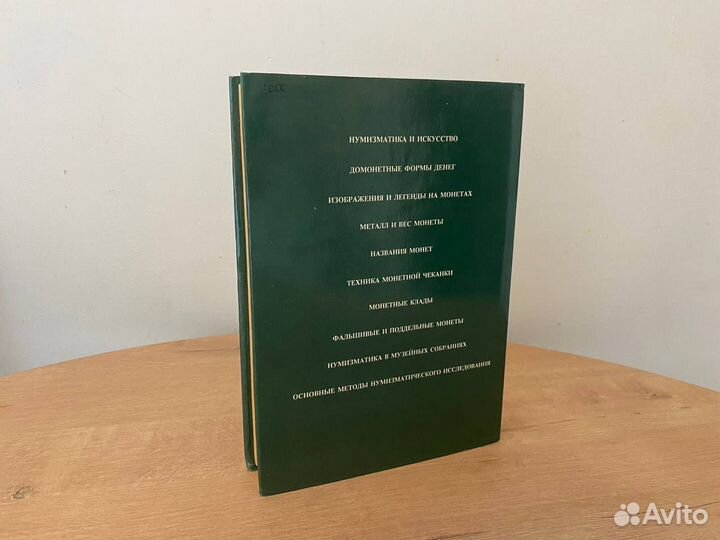 НУМИЗМАТИКА И ИСКУССТВО
ДОМОНЕТНЫЕ ФОРМЫ ДЕНЕГ
ИЗОБРАЖЕНИЯ И ЛЕГЕНДЫ НА МОНЕТАХ
МЕТАЛЛ И ВЕС МОНЕТЫ
НАЗВАНИЯ МОНЕТ
ТЕХНИКА МОНЕТНОЙ ЧЕКАНКИ
МОНЕТНЫЕ КЛАДЫ
ФАЛЬШИВЫЕ И ПОДДЕЛЬНЫЕ МОНЕТЫ
НУМИЗМАТИКА В МУЗЕЙНЫХ СОБРАНИЯХ
ОСНОВНЫЕ МЕТОДЫ НУМИЗМАТИЧЕСКОГО ИССЛЕДОВАНИЯ
Avito